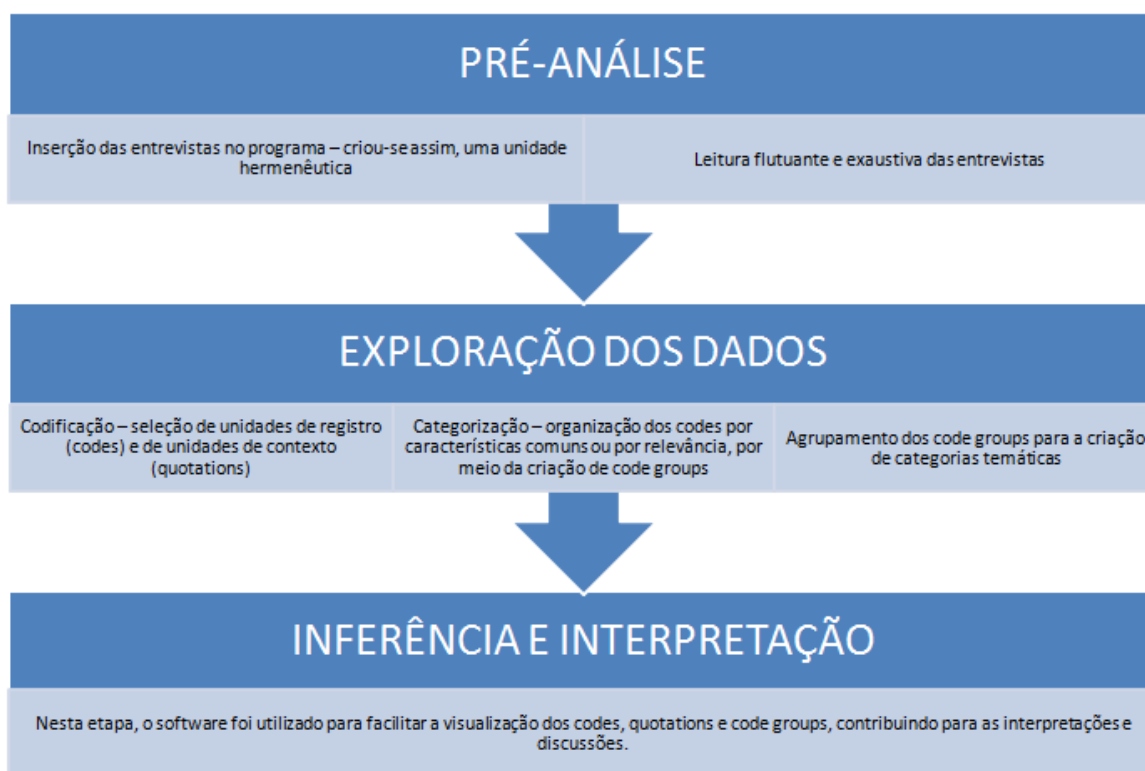 PRÉ-ANÁLISE
Inserção das entrevistas no programa – criou-se assim, uma unidade
hermenêutica
Leitura flutuante e exaustiva das entrevistas
EXPLORAÇÃO DOS DADOS
Codificação – seleção de unidades de registro
(codes) e de unidades de contexto
(quotations)
Categorização – organização dos codes por
características comuns ou por relevância, por
meio da criação de code groups
Agrupamento dos code groups para a criação
de categorias temáticas
INFERÊNCIA E INTERPRETAÇÃO
Nesta etapa, o software foi utilizado para facilitar a visualização dos codes, quotations e code groups, contribuindo para as interpretações e
discussões.